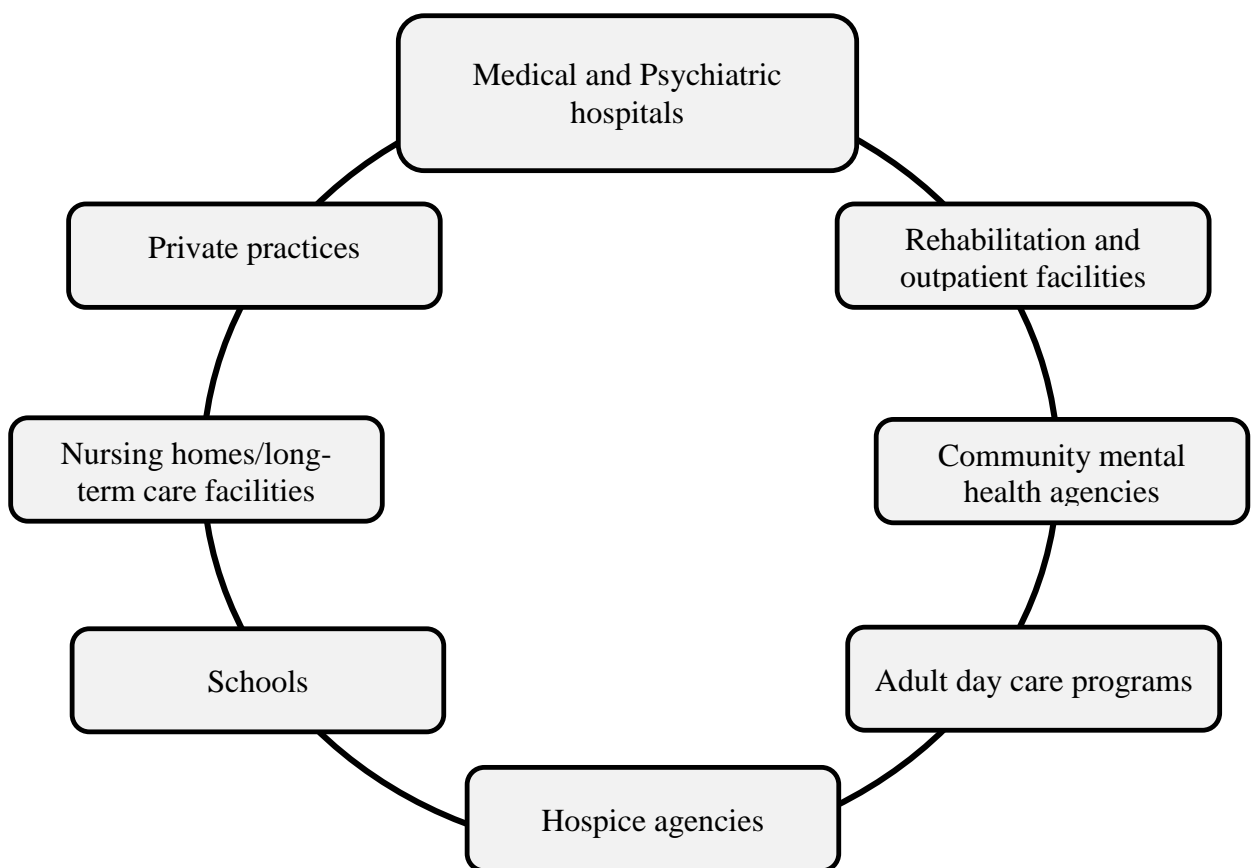 Medical and Psychiatric
hospitals
Private practices
Rehabilitation and
outpatient facilities
Nursing homes/long-
term care facilities
Community mental
health agencies
Schools
Adult day care programs
Hospice agencies